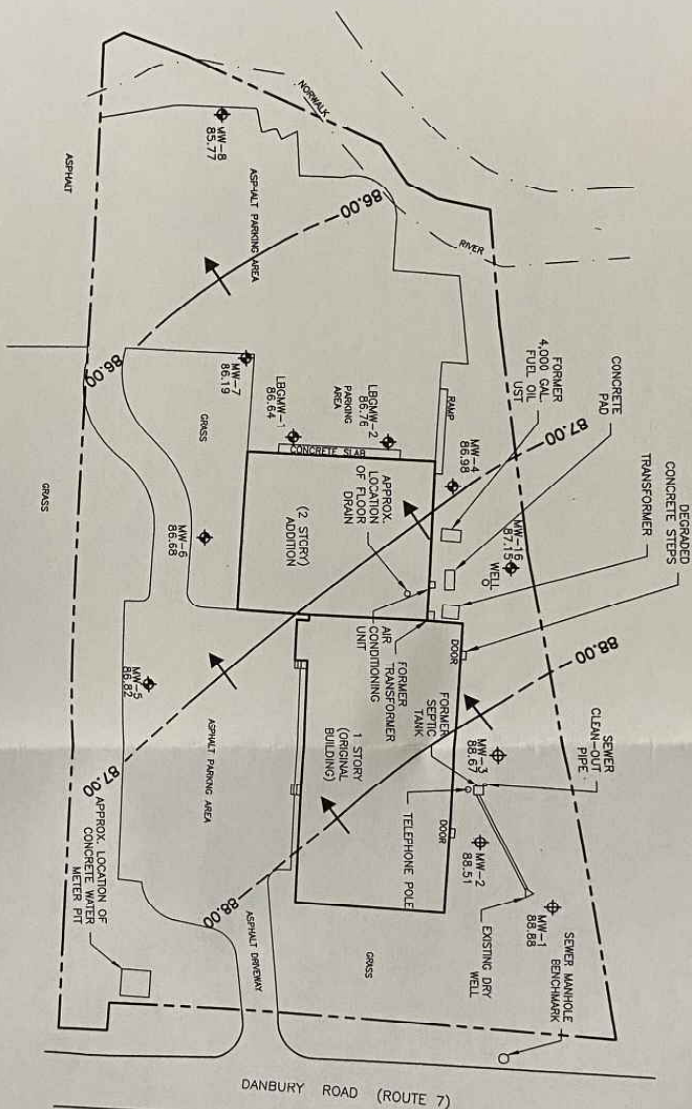 NORWALK
RIVER
MW-8
85.77
ASPHALT
ASPHALT PARKING AREA
86.00
86.00
MW-7
86.19
GRASS
GRASS
LBGMW-1
86.64
LBGMW-2
86.76
PARKING
AREA
CONCRETE SLAB
RAMP
FORMER
4,000 GAL.
FUEL OIL
UST
CONCRETE
PAD
TRANSFORMER
DEGRADED
CONCRETE STEPS
87.00
MW-4
86.98
MW-16
87.15
WELL
APPROX.
LOCATION
OF FLOOR
DRAIN
(2 STORY)
ADDITION
MW-6
86.68
MW-5
86.82
87.00
AIR
CONDITIONING
UNIT
FORMER
TRANSFORMER
DOOR
FORMER
SEPTIC
TANK
88.00
MW-3
88.67
SEWER
CLEAN-OUT
PIPE
1 STORY
(ORIGINAL
BUILDING)
TELEPHONE POLE
DOOR
MW-2
88.51
MW-1
88.88
EXISTING DRY
WELL
SEWER MANHOLE
BENCHMARK
ASPHALT PARKING AREA
88.00
APPROX. LOCATION OF
CONCRETE WATER
METER PIT
ASPHALT DRIVEWAY
GRASS
DANBURY ROAD (ROUTE 7)